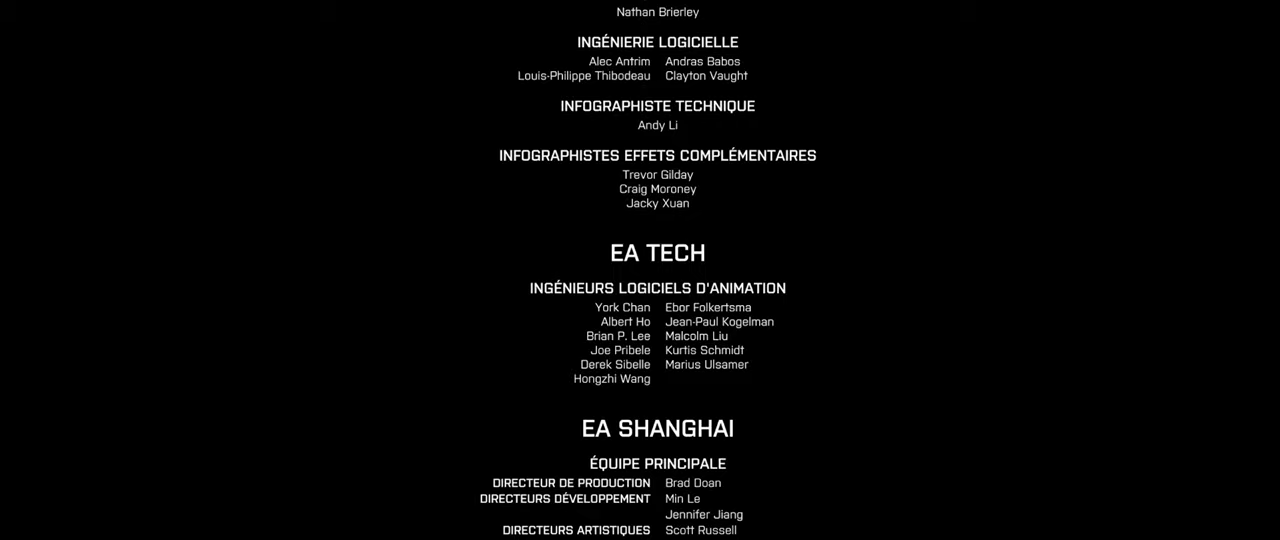 Nathan Brierley
INGÉNIERIE LOGICIELLE
Alec Antrim Andras Babos
Louis-Philippe Thibodeau Clayton Vaught
INFOGRAPHISTE TECHNIQUE
Andy Li
INFOGRAPHISTES EFFETS COMPLÉMENTAIRES
Trevor Gilday
Craig Moroney
Jacky Xuan
EA TECH
INGÉNIEURS LOGICIELS D'ANIMATION
York Chan Ebor Folkertsma
Albert Ho Jean-Paul Kogelman
Brian P. Lee Malcolm Liu
Joe Pribele Kurtis Schmidt
Derek Sibelle Marius Ulsamer
Hongzhi Wang
EA SHANGHAI
ÉQUIPE PRINCIPALE
DIRECTEUR DE PRODUCTION Brad Doan
DIRECTEURS DÉVELOPPEMENT Min Le
Jennifer Jiang
DIRECTEURS ARTISTIQUES Scott Russell